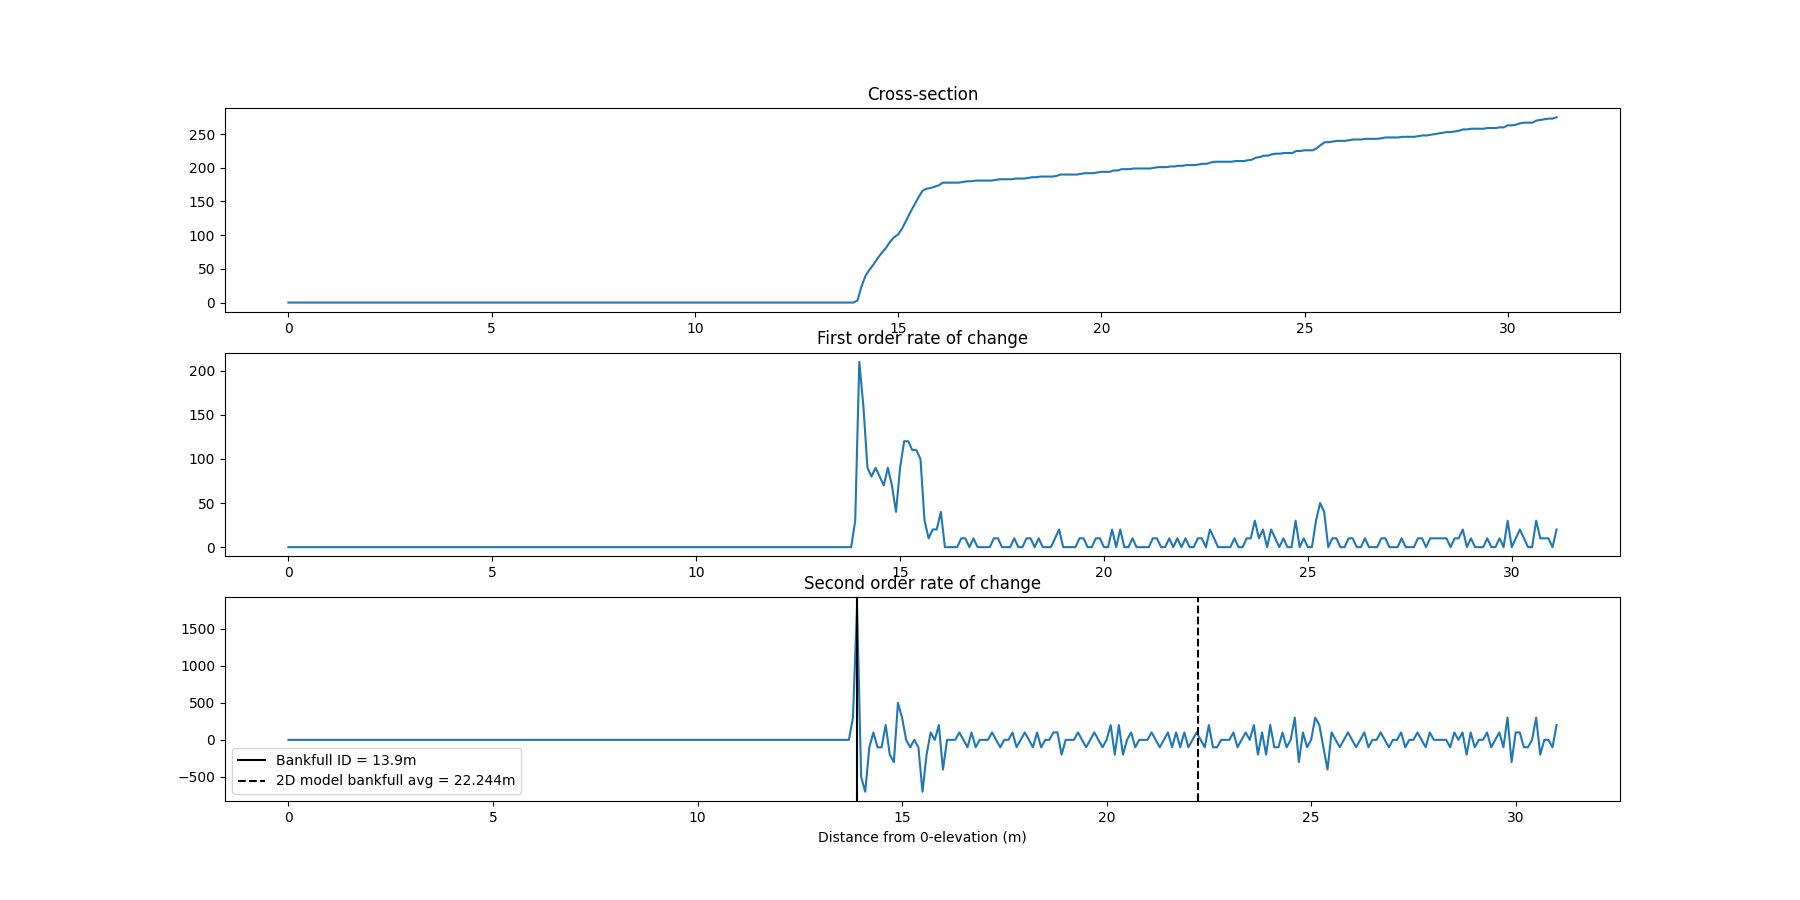 Cross-section
250
200
150
100
50
0
0 5 10 15 20 25 30
First order rate of change
200
150
100
50
0
0 5 10 15 20 25 30
Second order rate of change
1500
1000
500
0
−500
Bankfull ID = 13.9m
2D model bankfull avg = 22.244m
0 5 10 15 20 25 30
Distance from 0-elevation (m)